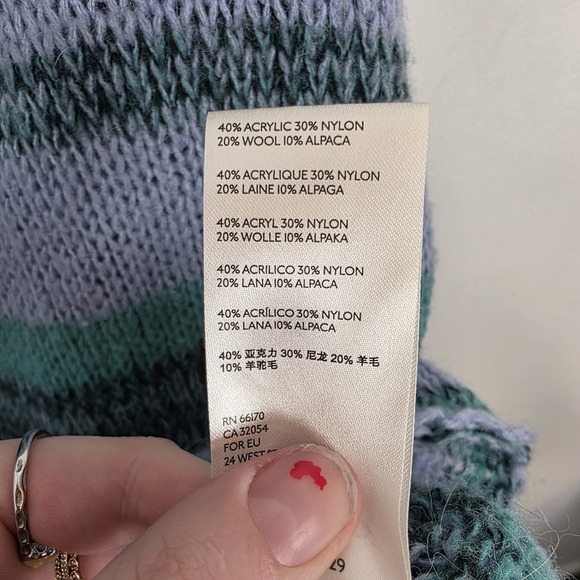 40% ACRYLIC 30% NYLON
20% WOOL 10% ALPACA
40% ACRYLIQUE 30% NYLON
20% LAINE 10% ALPAGA
40% ACRYL 30% NYLON
20% WOLLE 10% ALPAKA
40% ACRILICO 30% NYLON
20% LANA 10% ALPACA
40% ACRÍLICO 30% NYLON
20% LANA 10% ALPACA
40% 亚克力 30% 尼龙 20% 羊毛
10% 羊驼毛
RN 66170
CA 32054
FOR EU
24 WEST
29